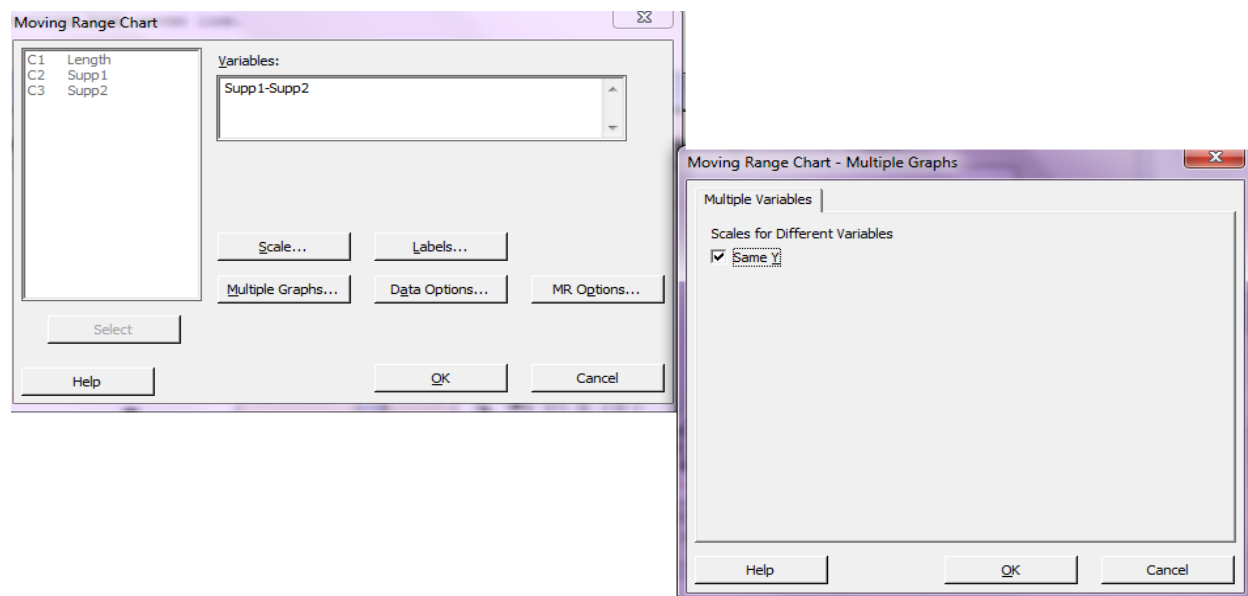 Moving Range Chart
C1 Length
C2 Supp1
C3 Supp2
Variables:
Supp1-Supp2
Scale...
Labels...
Multiple Graphs...
Data Options...
MR Options...
Select
Help
OK
Cancel
Moving Range Chart - Multiple Graphs
Multiple Variables
Scales for Different Variables
Same Y
Help
OK
Cancel